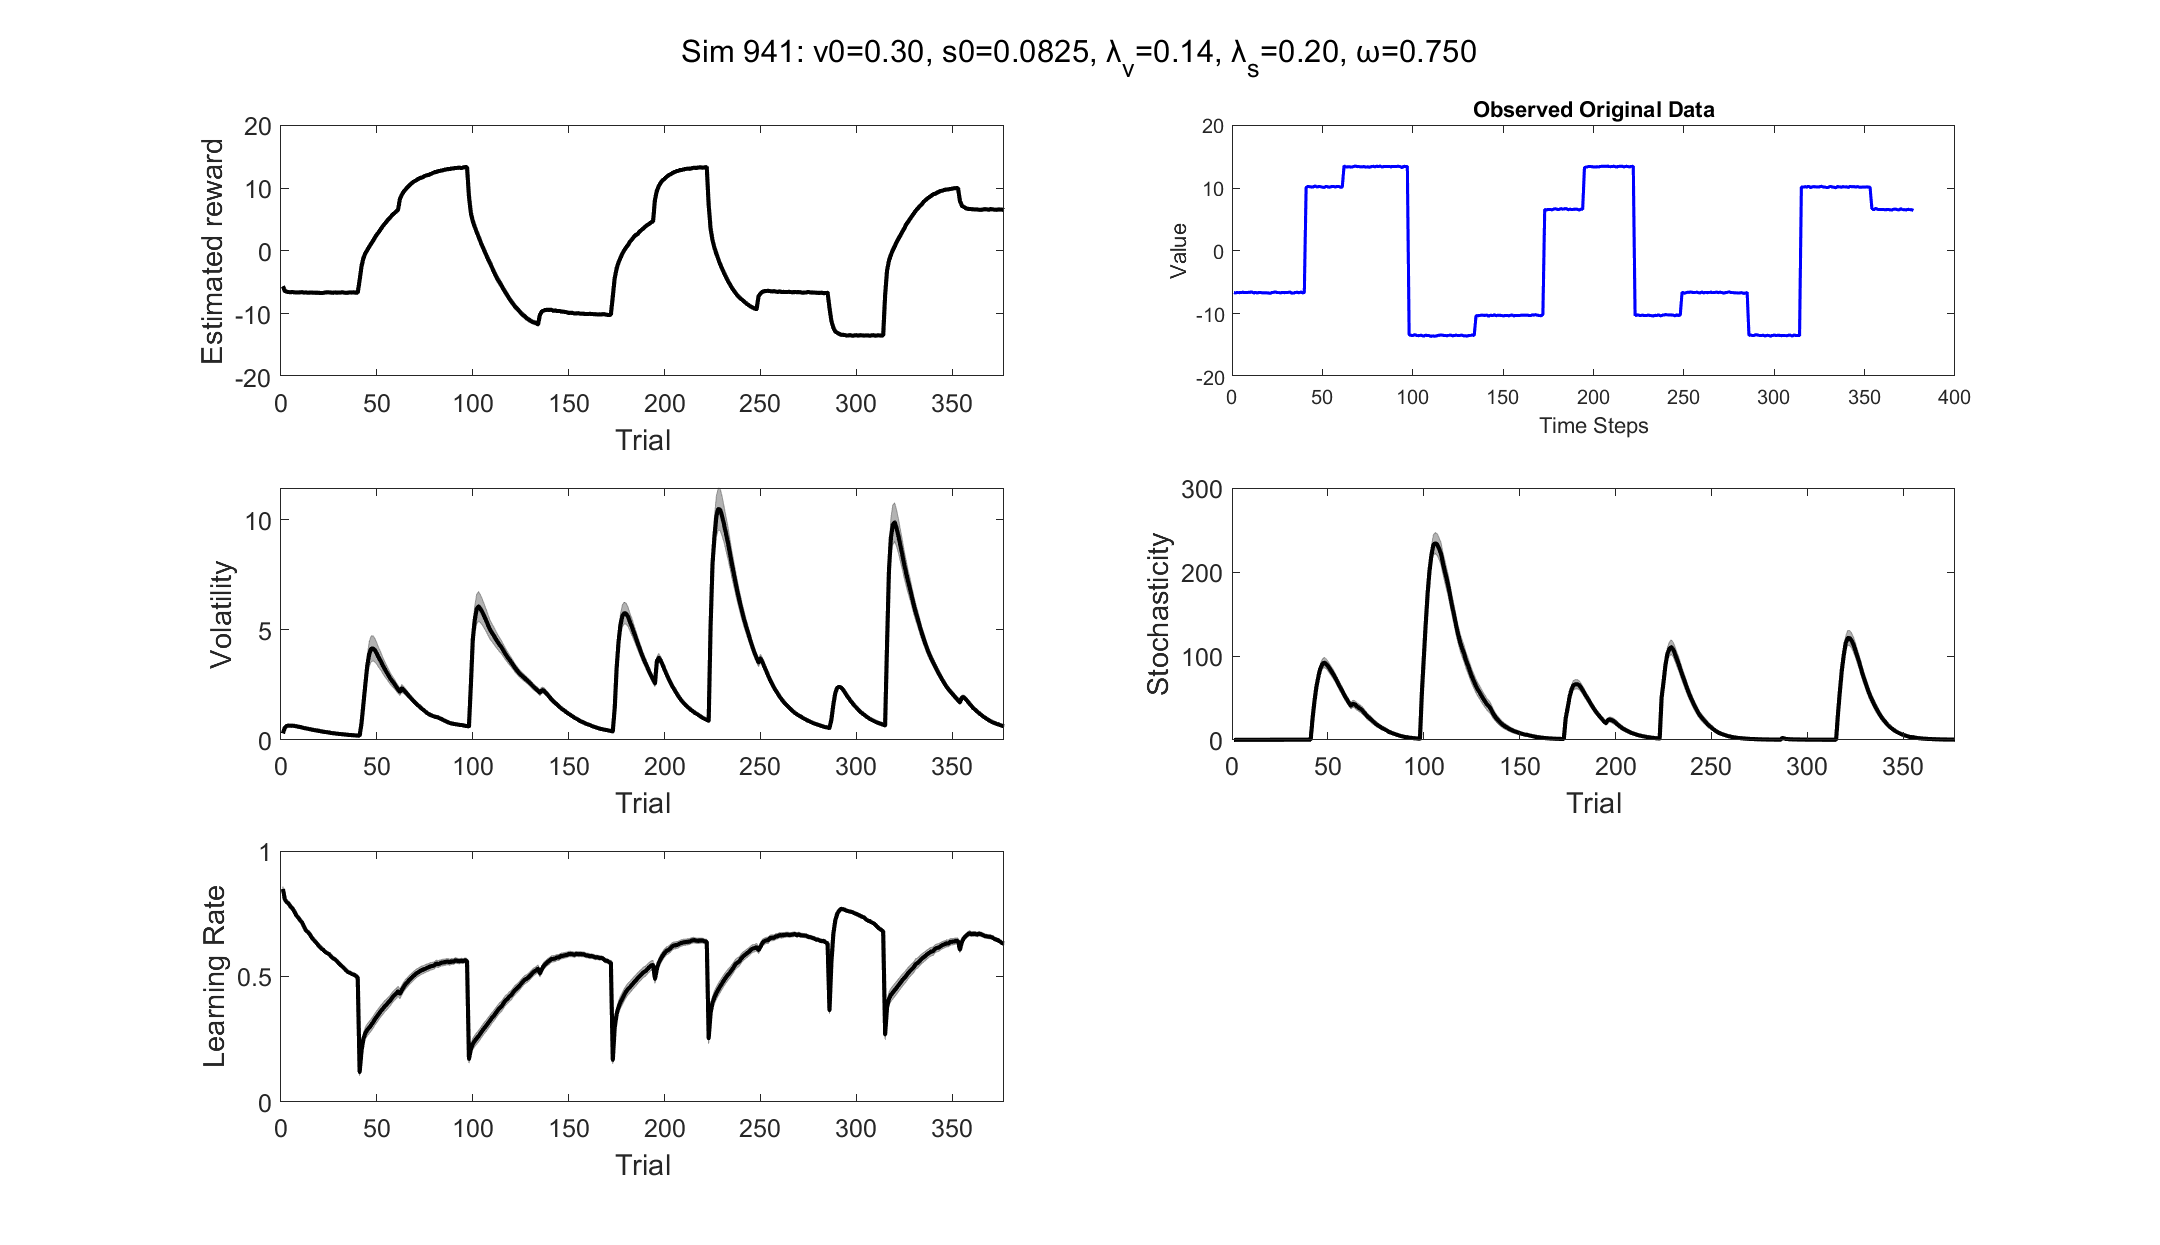 Sim 941: v0=0.30, s0=0.0825, λv=0.14, λs=0.20, ω=0.750
Estimated reward
20
10
0
-10
-20
0 50 100 150 200 250 300 350
Trial
Observed Original Data
Value
20
10
0
-10
-20
0 50 100 150 200 250 300 350 400
Time Steps
Volatility
10
5
0
0 50 100 150 200 250 300 350
Trial
Stochasticity
300
200
100
0
0 50 100 150 200 250 300 350
Trial
Learning Rate
1
0.5
0
0 50 100 150 200 250 300 350
Trial